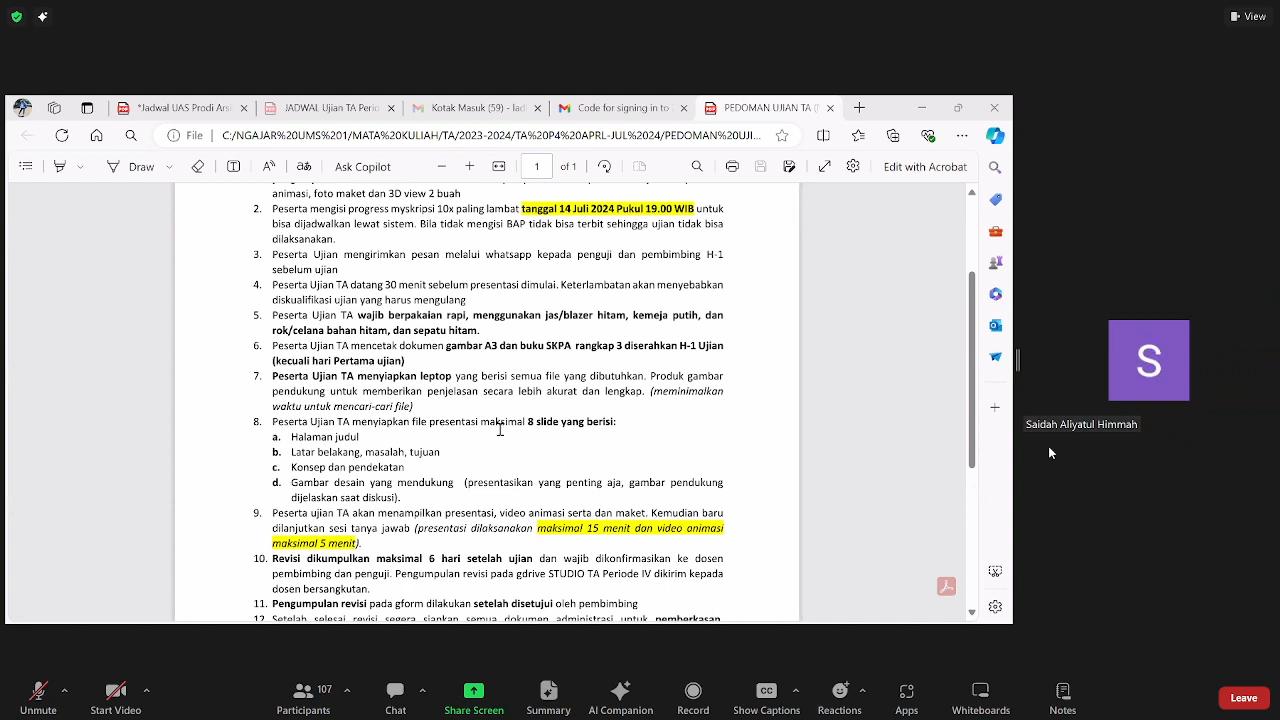 View
*Jadwal UAS Prodi Arsi
JADWAL Ujian TA Perio
Kotak Masuk (59) - iadi
Code for signing in to
PEDOMAN UJIAN TA (
File
C:/NGAJAR%20UMS%201/MATA%20KULIAH/TA/2023-2024/TA%20P4%20APRL-JUL%2024/PEDOMAN%20UJI...
Draw
Ask Copilot
1
of 1
Edit with Acrobat
animasi, foto maket dan 3D view 2 buah
2. Peserta mengisi progress myskripsi 10x paling lambat tanggal 14 Juli 2024 Pukul 19.00 WIB untuk
bisa dijadwalkan lewat sistem. Bila tidak mengisi BAP tidak bisa terbit sehingga ujian tidak bisa
dilaksanakan.
3. Peserta Ujian mengirimkan pesan melalui whatsapp kepada penguji dan pembimbing H-1
sebelum ujian
4. Peserta Ujian TA datang 30 menit sebelum presentasi dimulai. Keterlambatan akan menyebabkan
diskualifikasi ujian yang harus mengulang
5. Peserta Ujian TA wajib berpakaian rapi, menggunakan jas/blazer hitam, kemeja putih, dan
rok/celana bahan hitam, dan sepatu hitam.
6. Peserta Ujian TA mencetak dokumen gambar A3 dan buku SKPA rangkap 3 diserahkan H-1 Ujian
(kecuali hari Pertama ujian)
7. Peserta Ujian TA menyiapkan leptop yang berisi semua file yang dibutuhkan. Produk gambar
pendukung untuk memberikan penjelasan secara lebih akurat dan lengkap. (meminimalkan
waktu untuk mencari-cari file)
8. Peserta Ujian TA menyiapkan file presentasi maksimal 8 slide yang berisi:
a. Halaman judul
b. Latar belakang, masalah, tujuan
c. Konsep dan pendekatan
d. Gambar desain yang mendukung (presentasikan yang penting aja, gambar pendukung
dijelaskan saat diskusi).
9. Peserta ujian TA akan menampilkan presentasi, video animasi serta dan maket. Kemudian baru
dilanjutkan sesi tanya jawab (presentasi dilaksanakan maksimal 15 menit dan video animasi
maksimal 5 menit).
10. Revisi dikumpulkan maksimal 6 hari setelah ujian dan wajib dikonfirmasikan ke dosen
pembimbing dan penguji. Pengumpulan revisi pada gdrive STUDIO TA Periode IV dikirim kepada
dosen bersangkutan.
11. Pengumpulan revisi pada gform dilakukan setelah disetujui oleh pembimbing
12. Setelah selesai revisi segera siapkan semua dokumen administrasi untuk pemberkasan.
S
Saidah Aliyatul Himmah
Unmute
Start Video
107
Participants
Chat
Share Screen
Summary
AI Companion
Record
CC
Show Captions
Reactions
Apps
Whiteboards
Notes
Leave